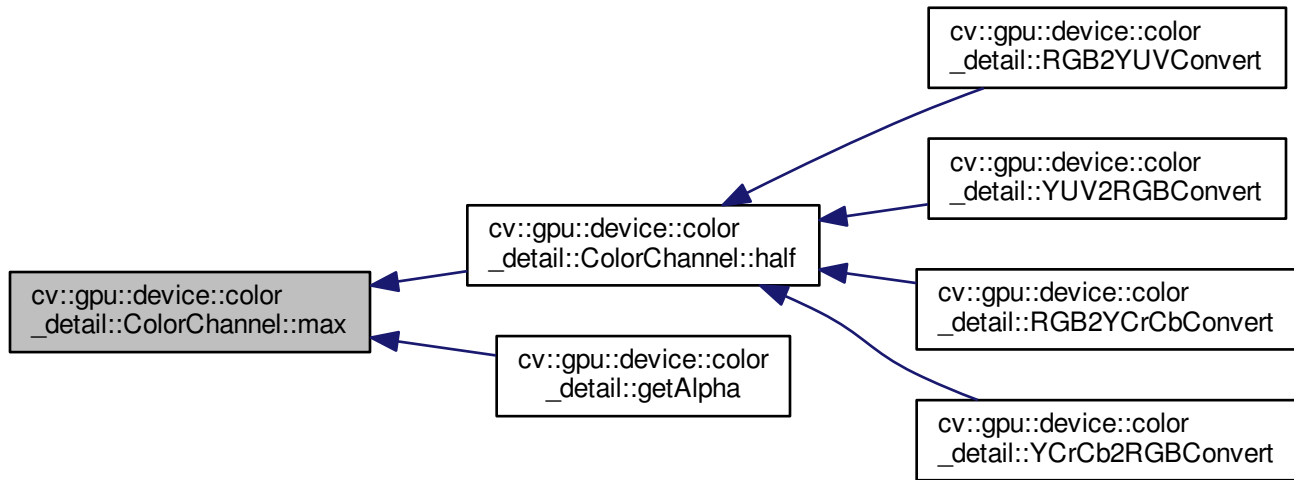 cv::gpu::device::color
_detail::ColorChannel::max
cv::gpu::device::color
_detail::ColorChannel::half
cv::gpu::device::color
_detail::getAlpha
cv::gpu::device::color
_detail::RGB2YUVConvert
cv::gpu::device::color
_detail::YUV2RGBConvert
cv::gpu::device::color
_detail::RGB2YCrCbConvert
cv::gpu::device::color
_detail::YCrCb2RGBConvert